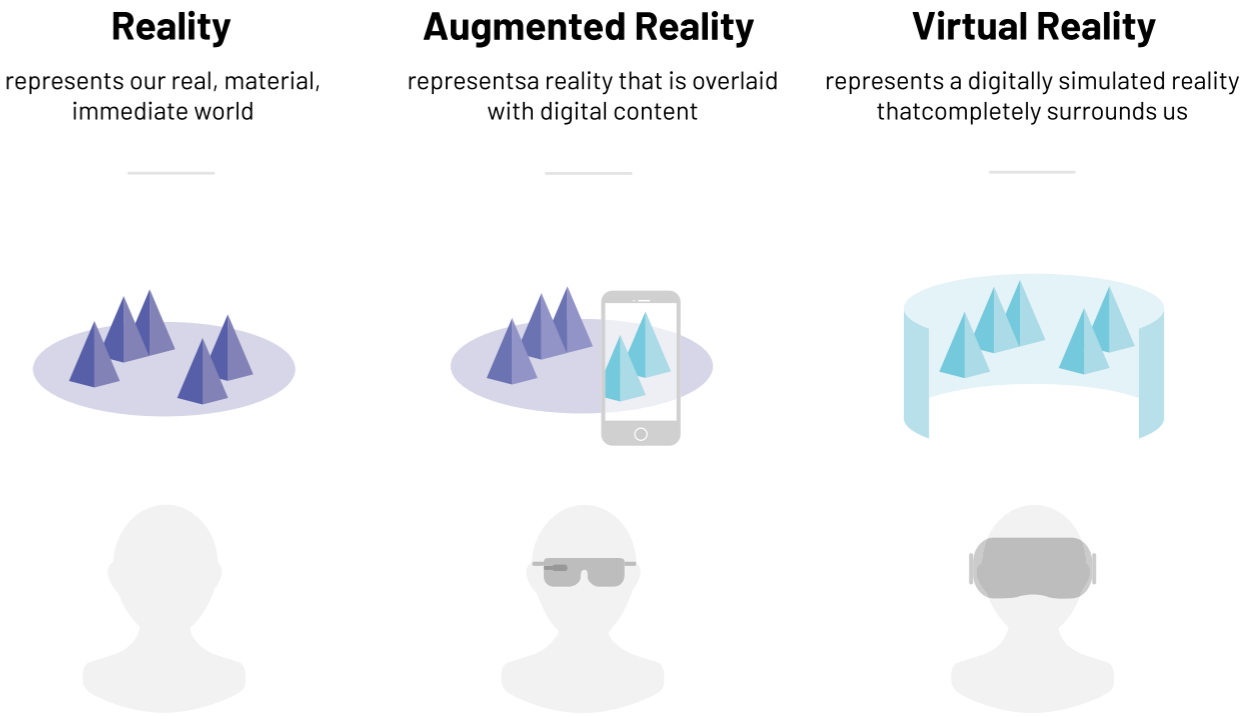 Reality
represents our real, material,
immediate world
Augmented Reality
representsa reality that is overlaid
with digital content
Virtual Reality
represents a digitally simulated reality
thatcompletely surrounds us